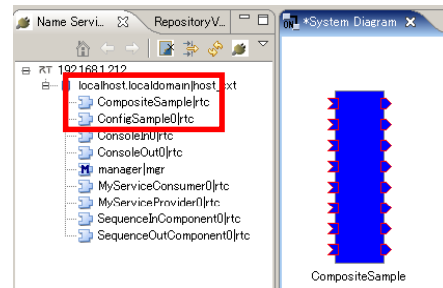 Name Servi... RepositoryV... *System Diagram
RT 192.168.1.212
localhost.localdomain|host_cxt
CompositeSample|rtc
ConfigSample0|rtc
ConsoleIn0|rtc
ConsoleOut0|rtc
manager|mgr
MyServiceConsumer0|rtc
MyServiceProvider0|rtc
SequenceInComponent0|rtc
SequenceOutComponent0|rtc
CompositeSample